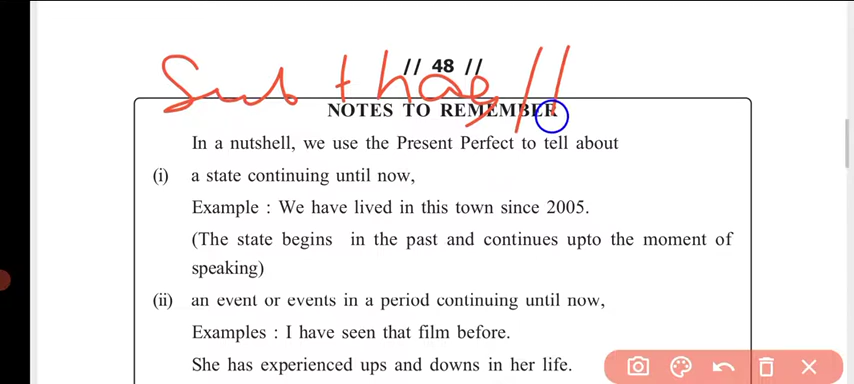 // 48 //
Sub + has //
NOTES TO REMEMBER
In a nutshell, we use the Present Perfect to tell about
(i) a state continuing until now,
Example : We have lived in this town since 2005.
(The state begins in the past and continues upto the moment of
speaking)
(ii) an event or events in a period continuing until now,
Examples : I have seen that film before.
She has experienced ups and downs in her life.